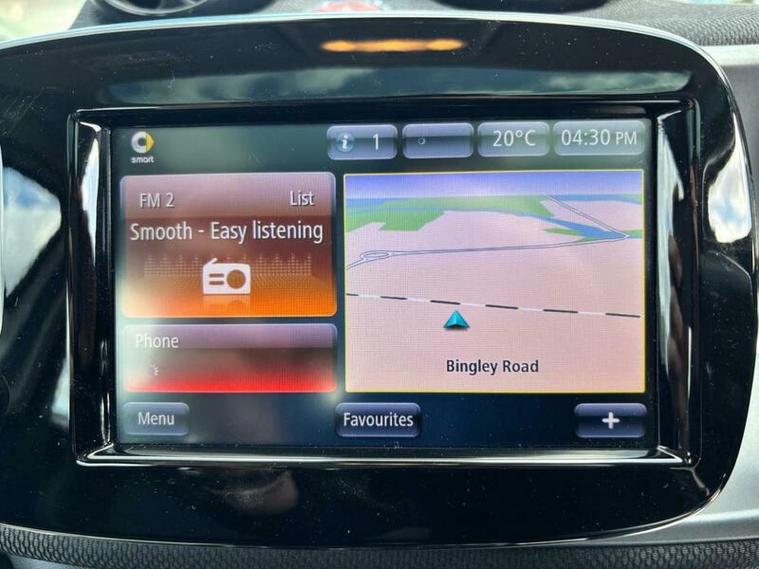 smart
i 1
20°C
04:30 PM
FM 2
List
Smooth - Easy listening
Phone
Bingley Road
Menu
Favourites
+